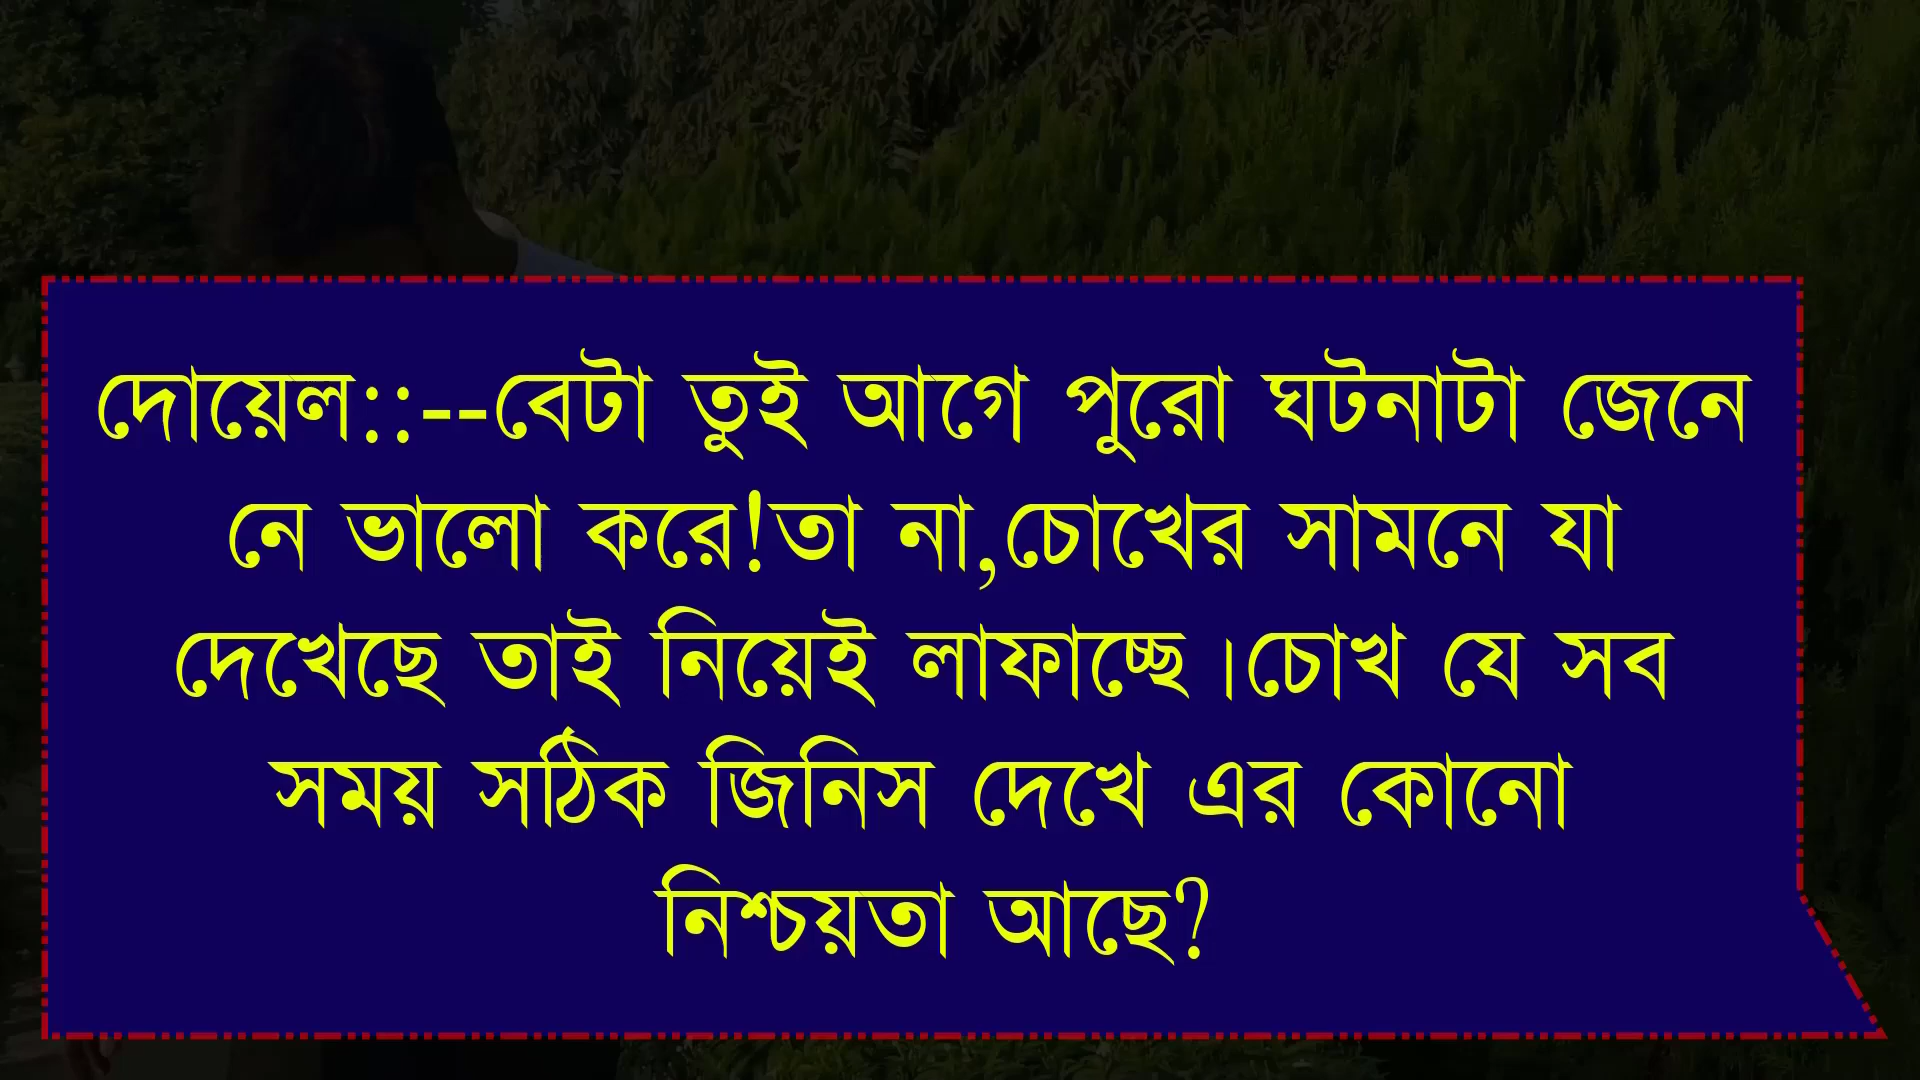 দোয়েল::--বেটা তুই আগে পুরো ঘটনাটা জেনে
নে ভালো করে!তা না,চোখের সামনে যা
দেখেছে তাই নিয়েই লাফাচ্ছে।চোখ যে সব
সময় সঠিক জিনিস দেখে এর কোনো
নিশ্চয়তা আছে?